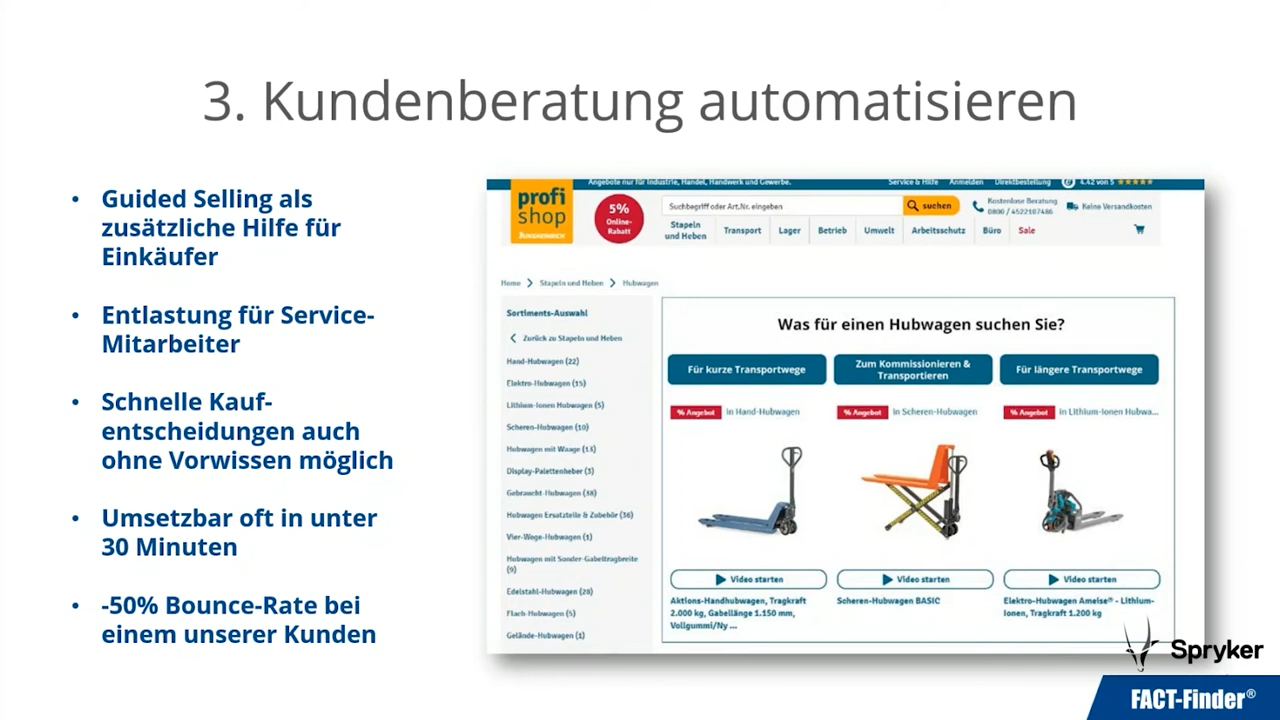 3. Kundenberatung automatisieren
• Guided Selling als
zusätzliche Hilfe für
Einkäufer
• Entlastung für Service-
Mitarbeiter
• Schnelle Kauf-
entscheidungen auch
ohne Vorwissen möglich
• Umsetzbar oft in unter
30 Minuten
• -50% Bounce-Rate bei
einem unserer Kunden
Angebote nur für Industrie, Handel, Handwerk und Gewerbe.
Service & Hilfe Anmelden Direktbestellung 4.42 von 5
profi
shop
JUNGHEINRICH
5%
Online-
Rabatt
Suchbegriff oder Art.Nr. eingeben
suchen
Kostenlose Beratung
0800 / 4522107486
Keine Versandkosten
Stapeln
und Heben
Transport Lager Betrieb Umwelt Arbeitsschutz Büro Sale
Home Stapeln und Heben Hubwagen
Sortiments-Auswahl
Zurück zu Stapeln und Heben
Hand-Hubwagen (22)
Elektro-Hubwagen (15)
Lithium-Ionen Hubwagen (5)
Scheren-Hubwagen (10)
Hubwagen mit Waage (13)
Display-Palettenheber (3)
Gebraucht-Hubwagen (38)
Hubwagen Ersatzteile & Zubehör (36)
Vier-Wege-Hubwagen (1)
Hubwagen mit Sonder-Gabeltragbreite
(9)
Edelstahl-Hubwagen (28)
Flach-Hubwagen (5)
Gelände-Hubwagen (1)
Was für einen Hubwagen suchen Sie?
Für kurze Transportwege
Zum Kommissionieren &
Transportieren
Für längere Transportwege
% Angebot in Hand-Hubwagen
% Angebot in Scheren-Hubwagen
% Angebot in Lithium-Ionen Hubwa...
Video starten
Video starten
Video starten
Aktions-Handhubwagen, Tragkraft
2.000 kg, Gabellänge 1.150 mm,
Vollgummi/Ny ...
Scheren-Hubwagen BASIC
Elektro-Hubwagen Ameise® - Lithium-
Ionen, Tragkraft 1.200 kg
Spryker
FACT-Finder®